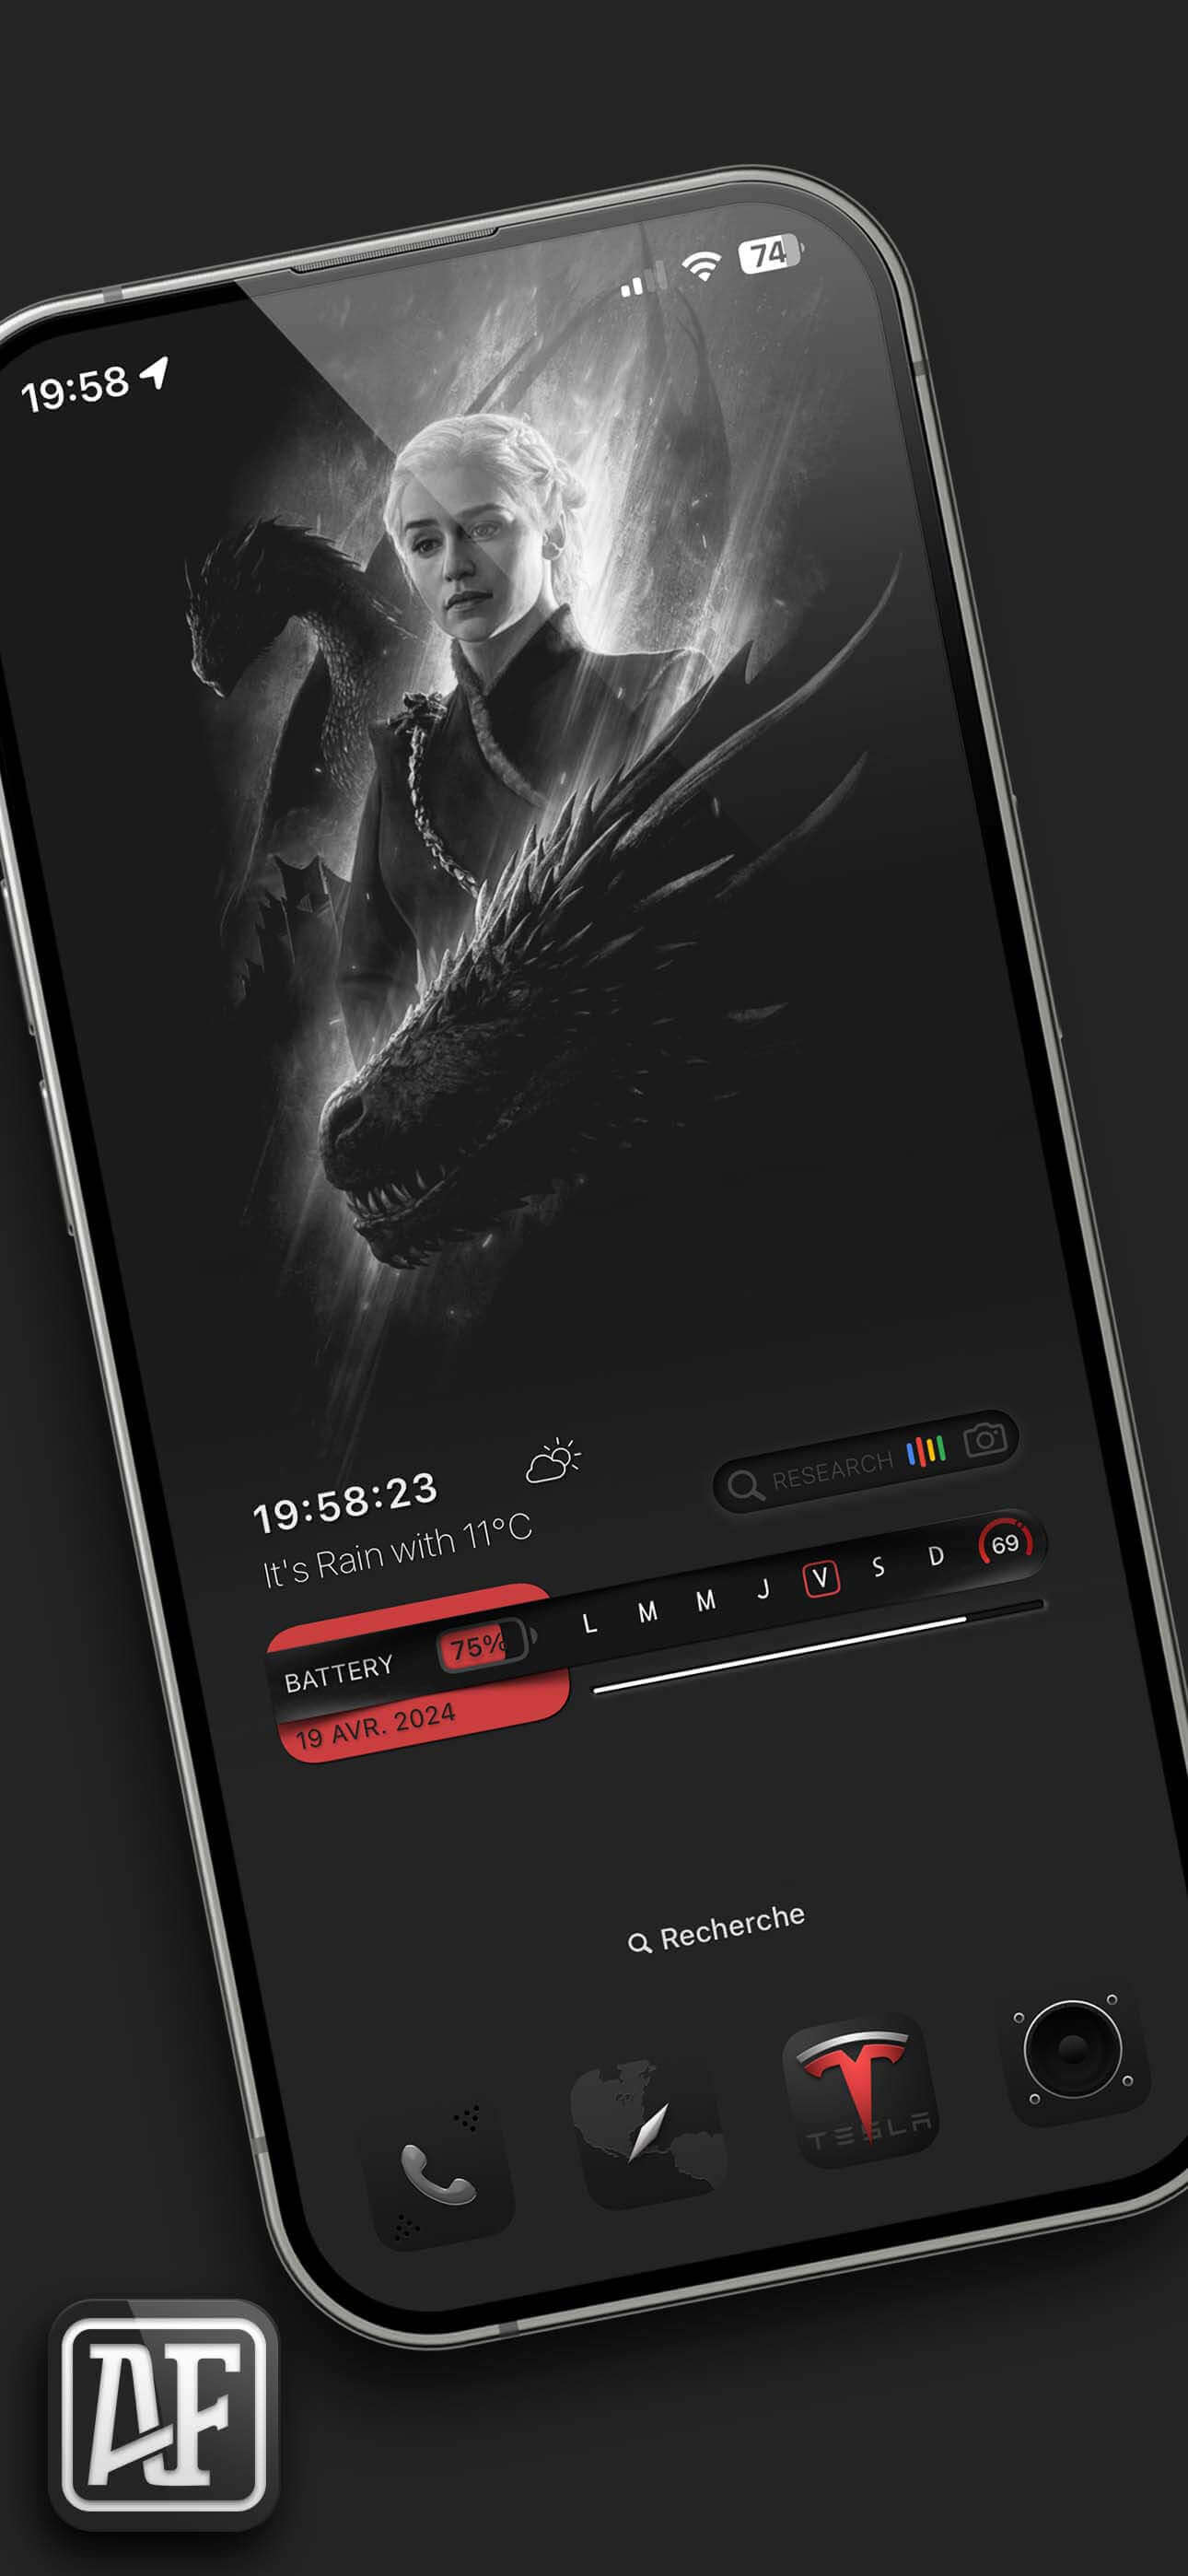 74
19:58
19:58:23
It's Rain with 11°C
RESEARCH
L M M J V S D 69
BATTERY 75%
19 AVR. 2024
Recherche
TESLA
AF